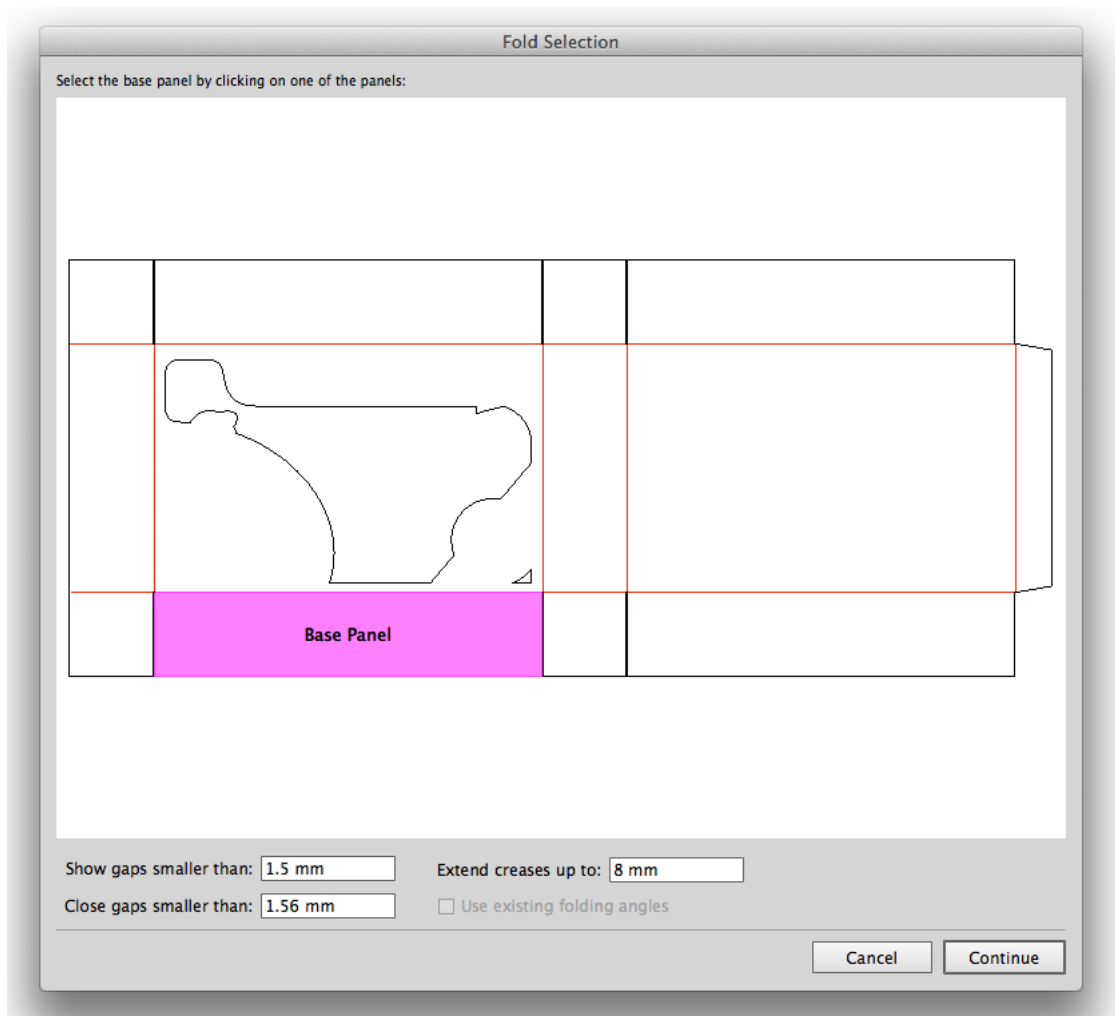 Fold Selection
Select the base panel by clicking on one of the panels:
Base Panel
Show gaps smaller than: 1.5 mm
Extend creases up to: 8 mm
Close gaps smaller than: 1.56 mm
Use existing folding angles
Cancel
Continue